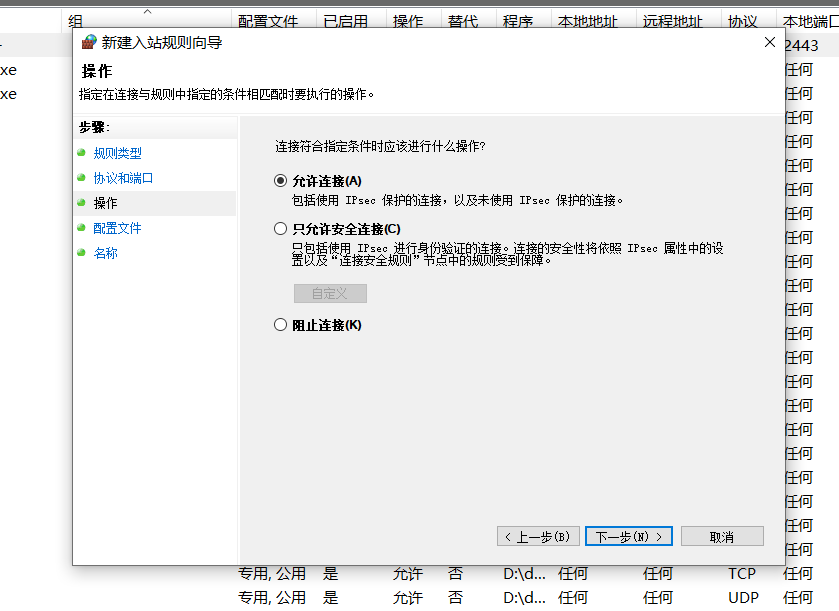 组 配置文件 已启用 操作 替代 程序 本地地址 远程地址 协议 本地端口
新建入站规则向导
2443
操作
xe 任何
指定在连接与规则中指定的条件相匹配时要执行的操作。
xe 任何
步骤:
任何
连接符合指定条件时应该进行什么操作?
任何
规则类型
任何
协议和端口
允许连接(A)
任何
包括使用 IPsec 保护的连接，以及未使用 IPsec 保护的连接。
操作
任何
配置文件
只允许安全连接(C)
任何
只包括使用 IPsec 进行身份验证的连接。连接的安全性将依照 IPsec 属性中的设
置以及“连接安全规则”节点中的规则受到保障。
名称
任何
任何
自定义
任何
阻止连接(K)
任何
任何
任何
任何
任何
任何
任何
任何
任何
< 上一步(B) 下一步(N) > 取消
任何
专用, 公用 是 允许 否 D:\d... 任何 任何 TCP 任何
专用, 公用 是 允许 否 D:\d... 任何 任何 UDP 任何